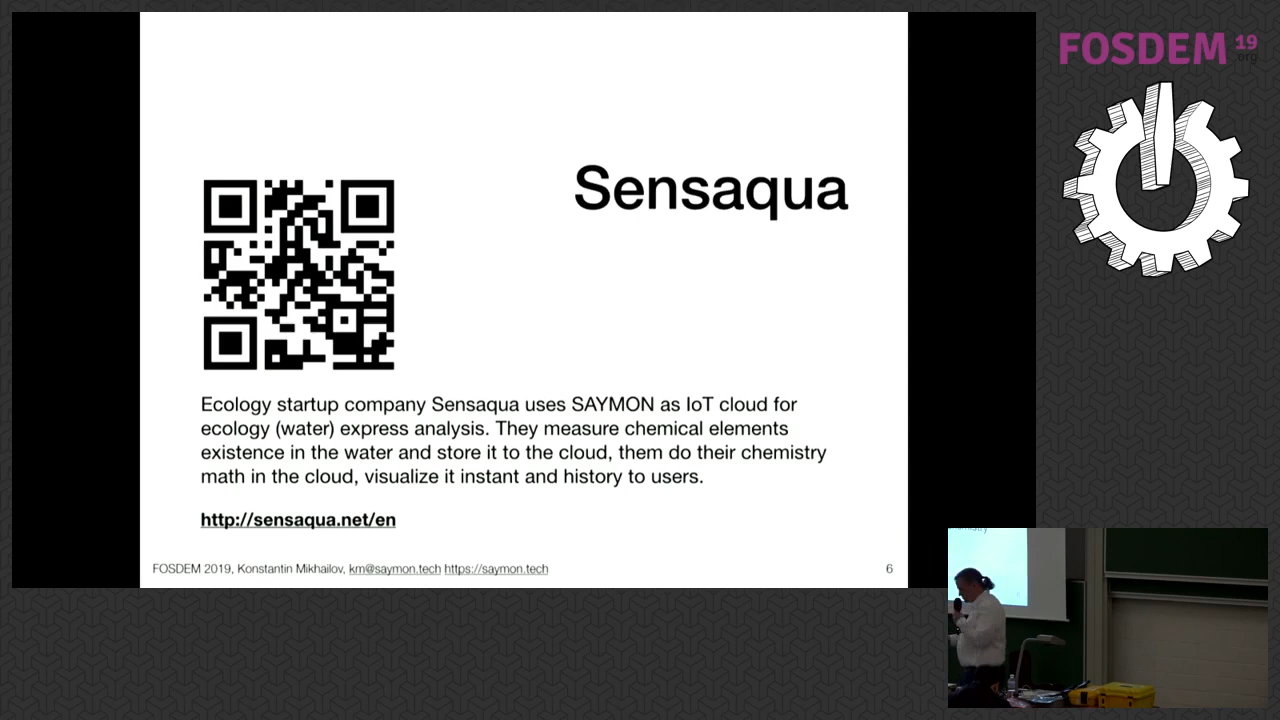 FOSDEM 19
.org
Sensaqua
Ecology startup company Sensaqua uses SAYMON as IoT cloud for
ecology (water) express analysis. They measure chemical elements
existence in the water and store it to the cloud, them do their chemistry
math in the cloud, visualize it instant and history to users.
http://sensaqua.net/en
FOSDEM 2019, Konstantin Mikhailov, km@saymon.tech https://saymon.tech
6